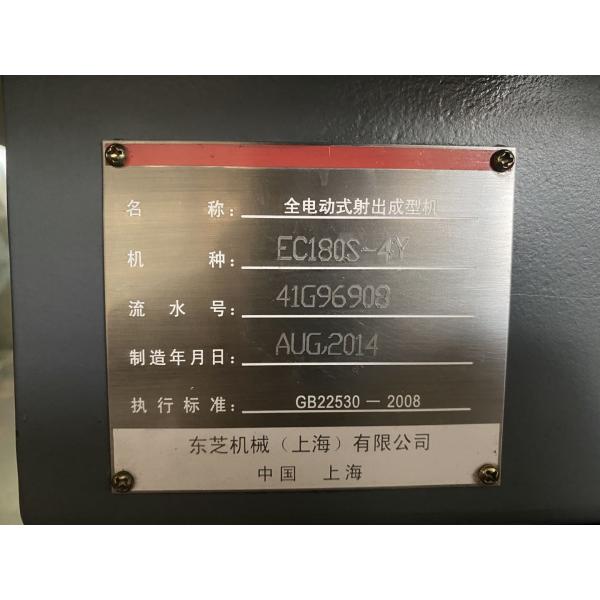 名 称: 全电动式射出成型机
机 种: EC180S-4Y
流 水 号: 41G96908
制造年月日: AUG,2014
执 行 标 准: GB22530-2008
东芝机械(上海)有限公司
中国 上海